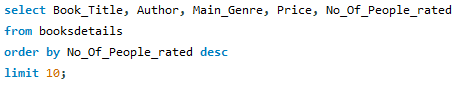 select Book_Title, Author, Main_Genre, Price, No_Of_People_rated
from booksdetails
order by No_Of_People_rated desc
limit 10;